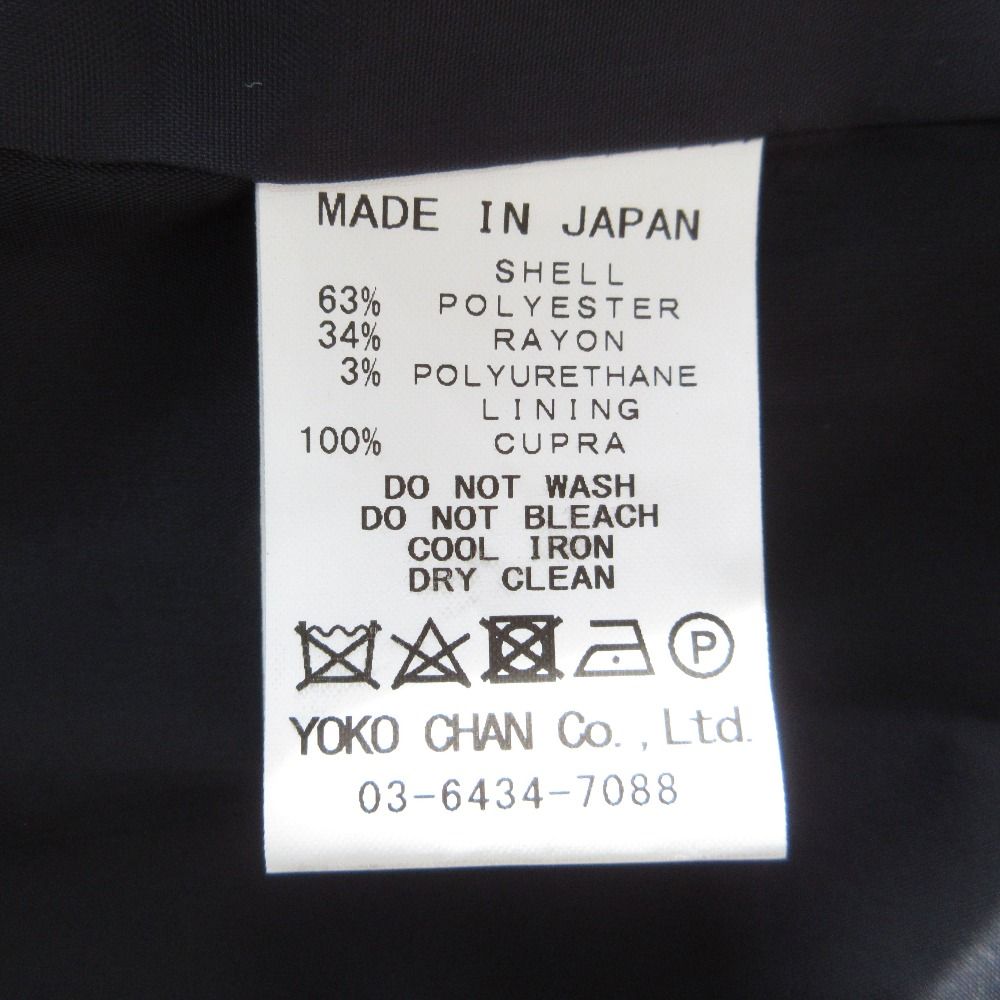 MADE IN JAPAN
SHELL
63% POLYESTER
34% RAYON
3% POLYURETHANE
LINING
100% CUPRA
DO NOT WASH
DO NOT BLEACH
COOL IRON
DRY CLEAN
P
YOKO CHAN Co.,Ltd.
03-6434-7088